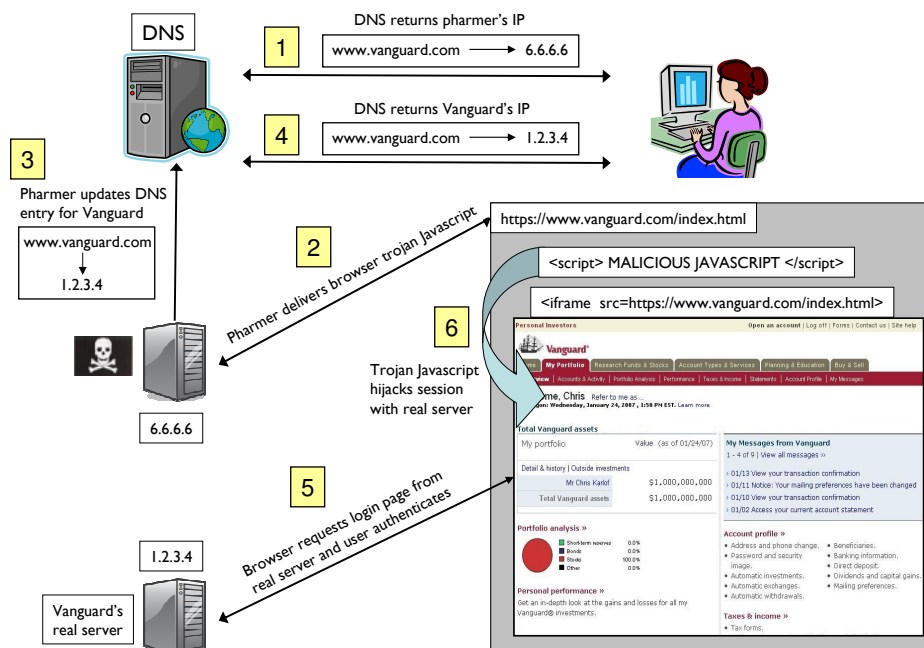 DNS
1
DNS returns pharmer's IP
www.vanguard.com → 6.6.6.6
4
DNS returns Vanguard's IP
www.vanguard.com → 1.2.3.4
3
Pharmer updates DNS
entry for Vanguard
www.vanguard.com
↓
1.2.3.4
2
Pharmer delivers browser trojan Javascript
6.6.6.6
https://www.vanguard.com/index.html
<script> MALICIOUS JAVASCRIPT </script>
<iframe src=https://www.vanguard.com/index.html>
6
Trojan Javascript
hijacks session
with real server
5
Browser requests login page from
real server and user authenticates
1.2.3.4
Vanguard's
real server
Personal Investors
Open an account | Log off | Forms | Contact us | Site help
Vanguard®
My Portfolio
Research Funds & Stocks
Account Types & Services
Planning & Education
Buy & Sell
| Accounts & Activity | Portfolio Analysis | Performance | Taxes & Income | Statements | Account Profile | My Messages
me, Chris Refer to me as ...
ogon: Wednesday, January 24, 2007 , 1:50 PM EST. Learn more
Total Vanguard assets
My portfolio Value (as of 01/24/07)
Detail & history | Outside investments
Mr Chris Karlof $1,000,000,000
Total Vanguard assets $1,000,000,000
Portfolio analysis »
Short-term reserves 0.0%
Bonds 0.0%
Stocks 100.0%
Other 0.0%
Personal performance »
Get an in-depth look at the gains and losses for all my
Vanguard® investments.
My Messages from Vanguard
1 - 4 of 9 | View all messages »
› 01/13 View your transaction confirmation
› 01/11 Notice: Your mailing preferences have been changed
› 01/10 View your transaction confirmation
› 01/02 Access your current account statement
Account profile »
• Address and phone change.
• Password and security
image.
• Automatic investments.
• Automatic exchanges.
• Automatic withdrawals.
• Beneficiaries.
• Banking information.
• Direct deposit.
• Dividends and capital gains.
• Mailing preferences.
Taxes & income »
• Tax forms.